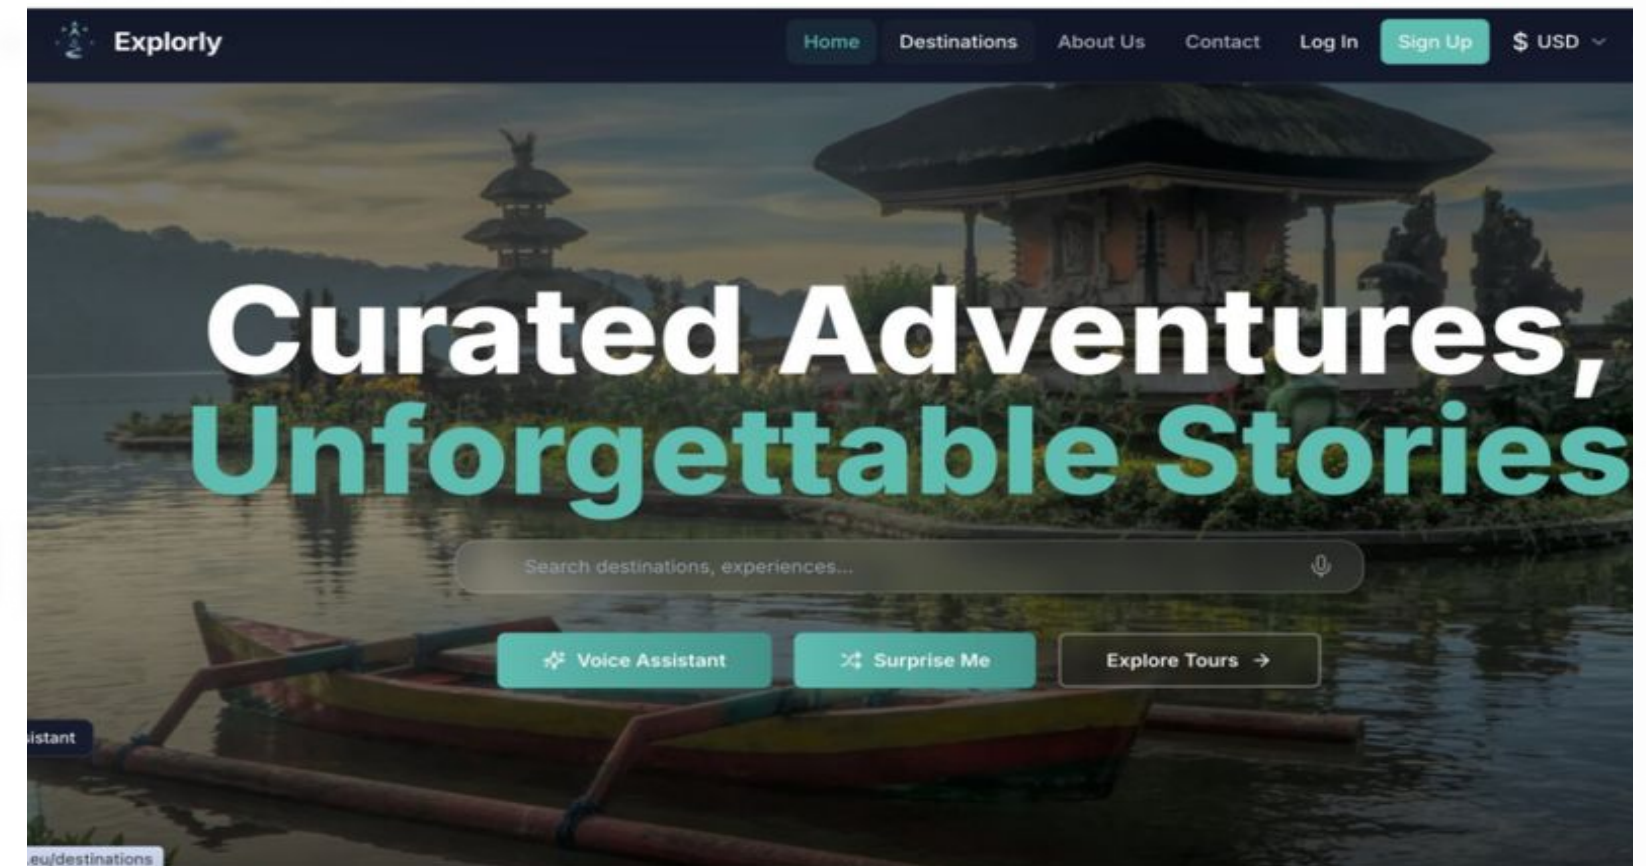 Explorly
Home Destinations About Us Contact Log In Sign Up $ USD
Curated Adventures,
Unforgettable Stories
Search destinations, experiences...
Voice Assistant Surprise Me Explore Tours →
istant
.eu/destinations